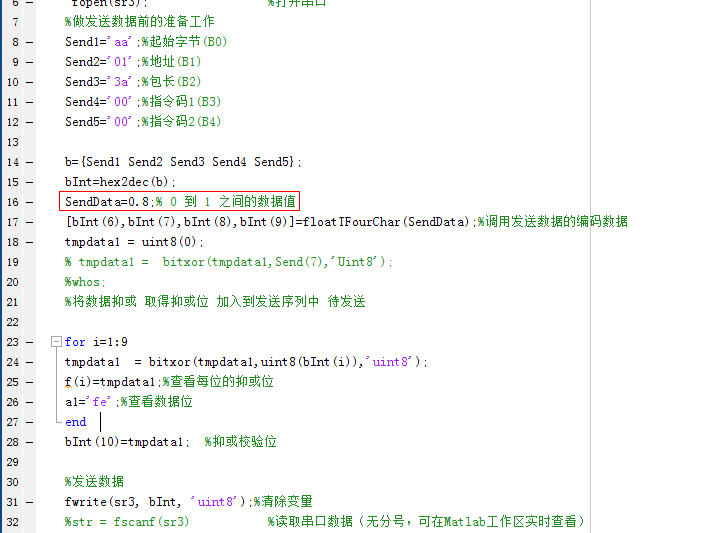 6 – fopen(sr3); %打开串口
7 %做发送数据前的准备工作
8 – Send1='aa';%起始字节(B0)
9 – Send2='01';%地址(B1)
10 – Send3='3a';%包长(B2)
11 – Send4='00';%指令码1(B3)
12 – Send5='00';%指令码2(B4)
13
14 – b={Send1 Send2 Send3 Send4 Send5};
15 – bInt=hex2dec(b);
16 – SendData=0.8;% 0 到 1 之间的数据值
17 – [bInt(6),bInt(7),bInt(8),bInt(9)]=floatTFourChar(SendData);%调用发送数据的编码数据
18 – tmpdata1 = uint8(0);
19 % tmpdata1 = bitxor(tmpdata1,Send(7),'Uint8');
20 %whos;
21 %将数据抑或 取得抑或位 加入到发送序列中 待发送
22
23 – for i=1:9
24 – tmpdata1 = bitxor(tmpdata1,uint8(bInt(i)),'uint8');
25 – f(i)=tmpdata1;%查看每位的抑或位
26 – a1='fe';%查看数据位
27 – end
28 – bInt(10)=tmpdata1; %抑或校验位
29
30 %发送数据
31 – fwrite(sr3, bInt, 'uint8');%清除变量
32 %str = fscanf(sr3) %读取串口数据（无分号，可在Matlab工作区实时查看）